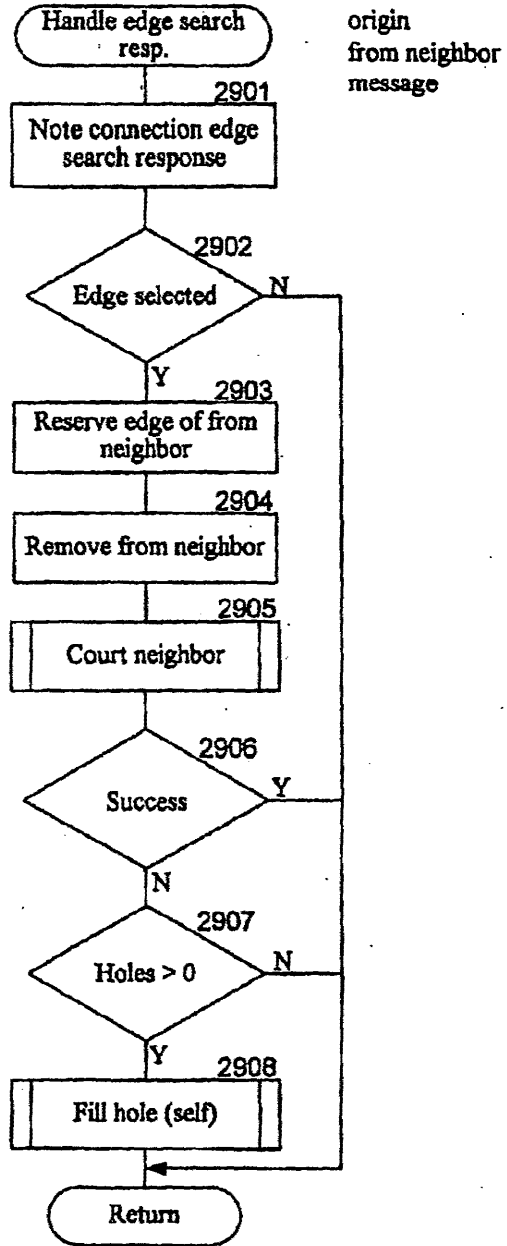 Handle edge search
resp.
origin
from neighbor
message
2901
Note connection edge
search response
2902
Edge selected
N
Y
2903
Reserve edge of from
neighbor
2904
Remove from neighbor
2905
Court neighbor
2906
Success
Y
N
2907
Holes > 0
N
Y
2908
Fill hole (self)
Return